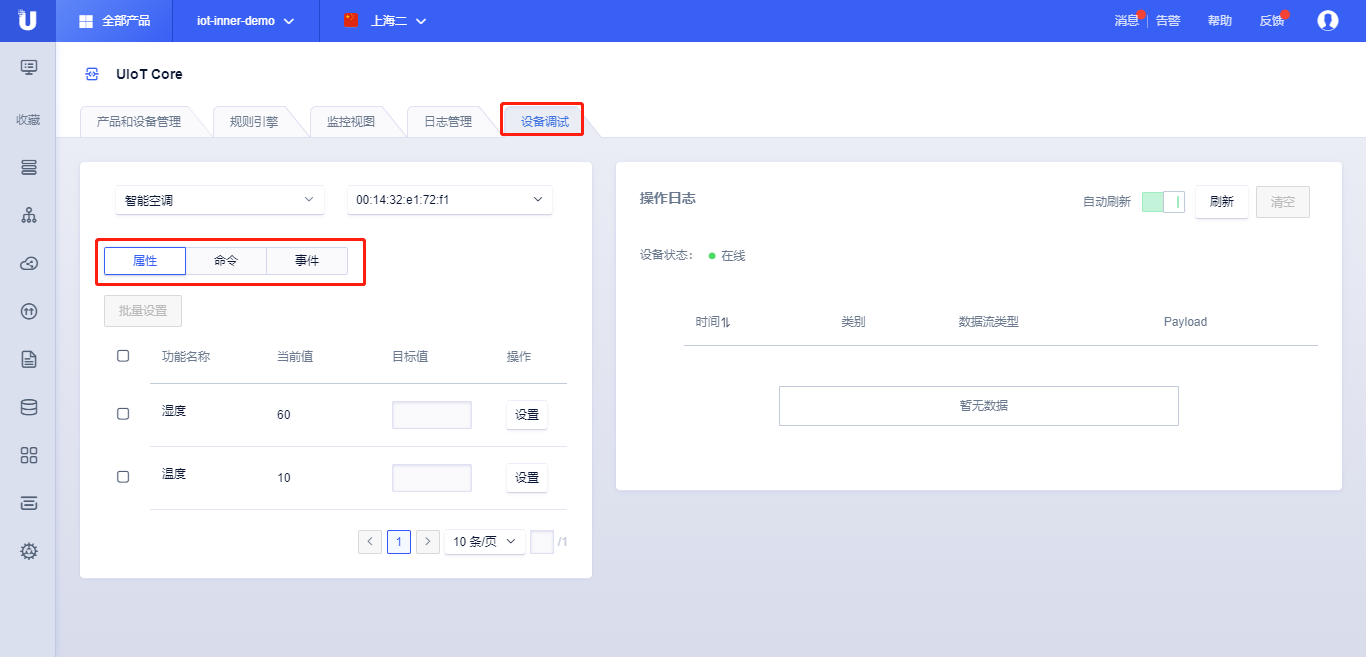 U
全部产品
iot-inner-demo
上海二
消息
告警
帮助
反馈
收藏
UIoT Core
产品和设备管理
规则引擎
监控视图
日志管理
设备调试
智能空调
00:14:32:e1:72:f1
属性
命令
事件
批量设置
功能名称
当前值
目标值
操作
湿度
60
设置
温度
10
设置
1
10 条/页
/1
操作日志
自动刷新
刷新
清空
设备状态：
在线
时间
类别
数据流类型
Payload
暂无数据